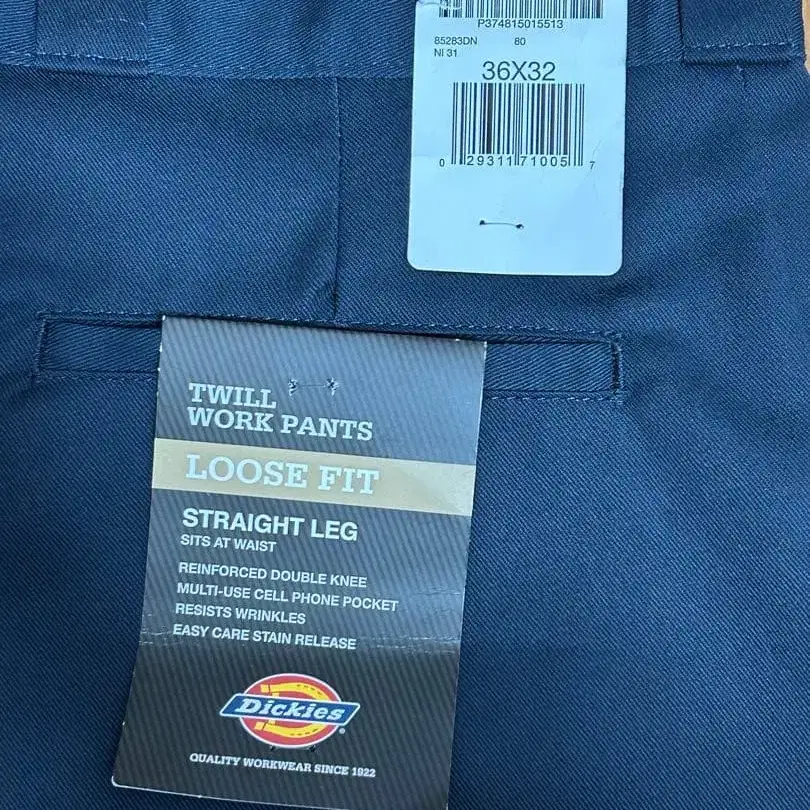 P374815015513
85283DN 80
NI 31
36X32
0 29311 71005 7
TWILL
WORK PANTS
LOOSE FIT
STRAIGHT LEG
SITS AT WAIST
REINFORCED DOUBLE KNEE
MULTI-USE CELL PHONE POCKET
RESISTS WRINKLES
EASY CARE STAIN RELEASE
Dickies®
QUALITY WORKWEAR SINCE 1922